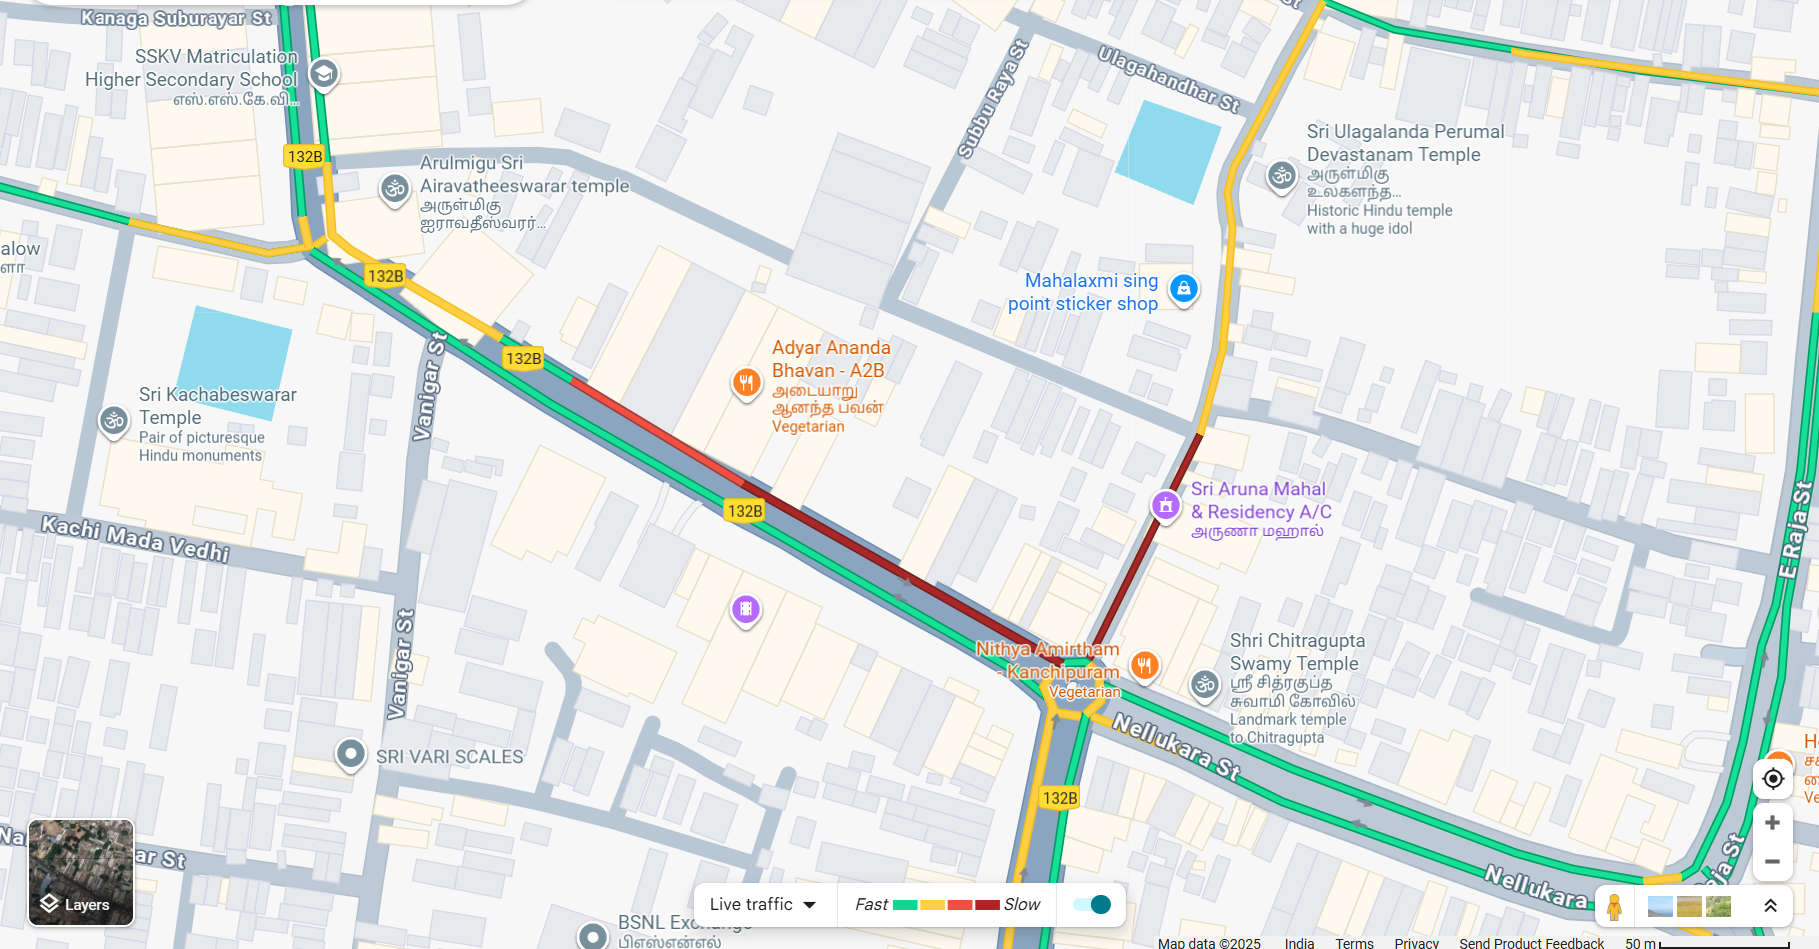 Kanaga Suburayar St
SSKV Matriculation
Higher Secondary School
எஸ்.எஸ்.கே.வி...
132B
Arulmigu Sri
Airavatheeswarar temple
அருள்மிகு
ஐராவதீஸ்வரர்...
132B
132B
Subbu Raya St
Ulagahandhar St
St
Sri Ulagalanda Perumal
Devastanam Temple
அருள்மிகு
உலகளந்த...
Historic Hindu temple
with a huge idol
alow
ளா
Mahalaxmi sing
point sticker shop
Adyar Ananda
Bhavan - A2B
அடையாறு
ஆனந்த பவன்
Vegetarian
Sri Kachabeswarar
Temple
Pair of picturesque
Hindu monuments
Vanigar St
132B
Sri Aruna Mahal
& Residency A/C
அருணா மஹால்
Kachi Mada Vedhi
E Raja St
Vanigar St
Nithya Amirtham
- Kanchipuram
Vegetarian
Shri Chitragupta
Swamy Temple
ஸ்ரீ சித்ரகுப்த
சுவாமி கோவில்
Landmark temple
to Chitragupta
Nellukara St
SRI VARI SCALES
132B
Na
ar St
Nellukara
aja St
Layers
BSNL Exchange
பிஎஸ்என்எல்
Live traffic
Fast
Slow
Map data ©2025
India
Terms
Privacy
Send Product Feedback
50 m